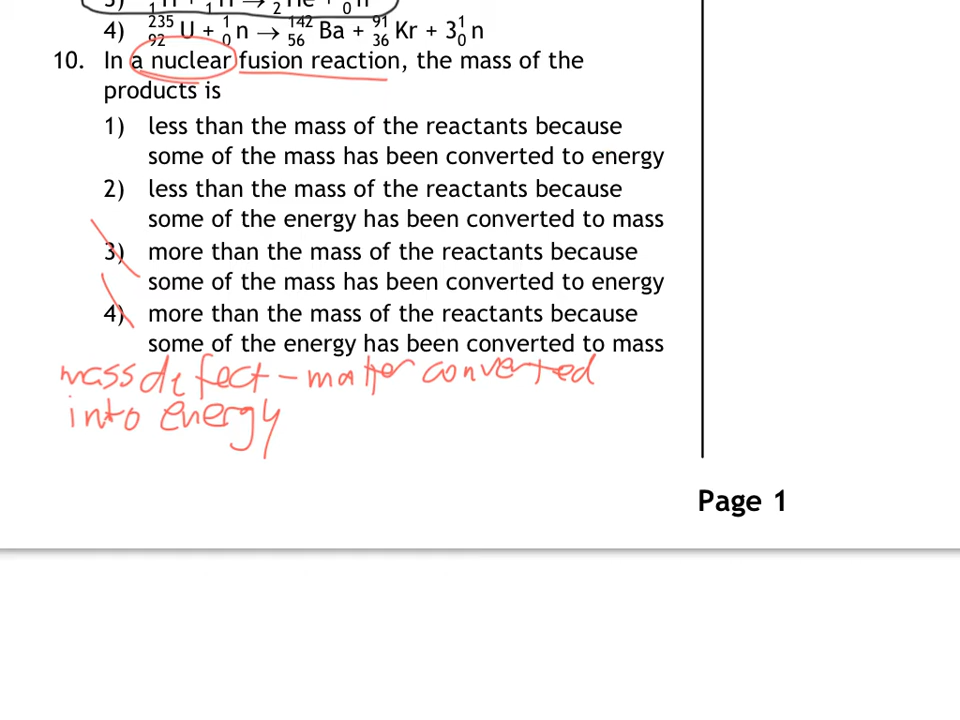 4) ²³⁵₉₂U + ¹₀n → ¹⁴²₅₆Ba + ⁹¹₃₆Kr + 3¹₀n
10. In a nuclear fusion reaction, the mass of the
products is
1) less than the mass of the reactants because
some of the mass has been converted to energy
2) less than the mass of the reactants because
some of the energy has been converted to mass
3) more than the mass of the reactants because
some of the mass has been converted to energy
4) more than the mass of the reactants because
some of the energy has been converted to mass
mass defect - matter converted
into energy
Page 1